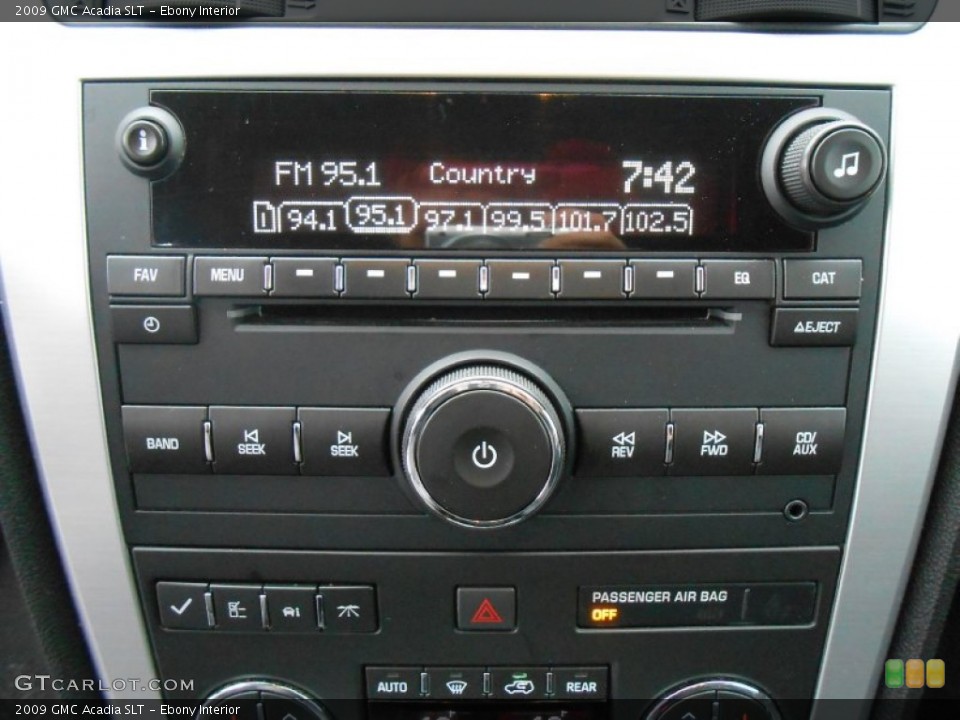 2009 GMC Acadia SLT - Ebony Interior
i
FM 95.1 Country 7:42
1 94.1 95.1 97.1 99.5 101.7 102.5
FAV MENU EQ CAT
EJECT
BAND SEEK SEEK REV FWD CD/
AUX
PASSENGER AIR BAG
OFF
AUTO REAR
GTCARLOT.COM
2009 GMC Acadia SLT - Ebony Interior